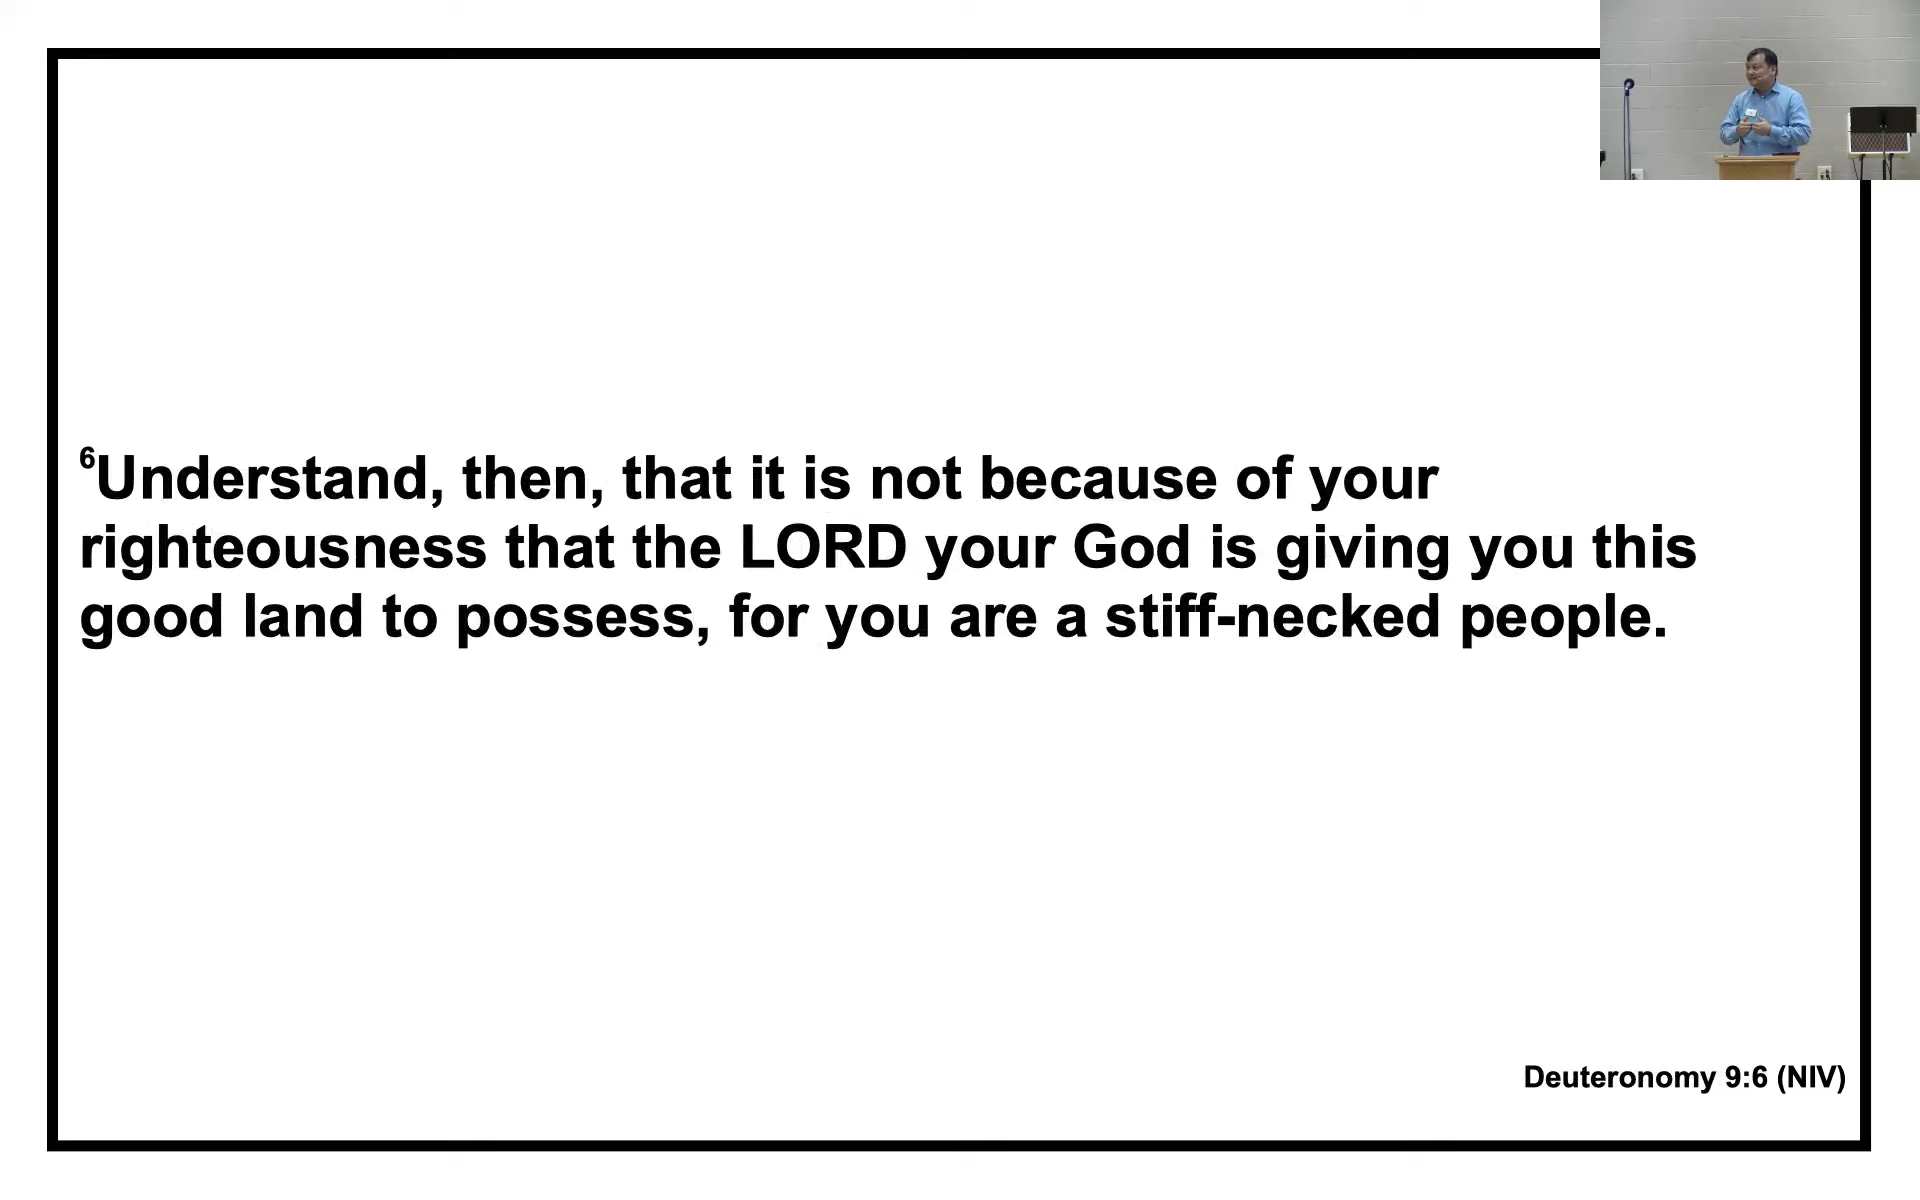 ⁶Understand, then, that it is not because of your
righteousness that the LORD your God is giving you this
good land to possess, for you are a stiff-necked people.
Deuteronomy 9:6 (NIV)